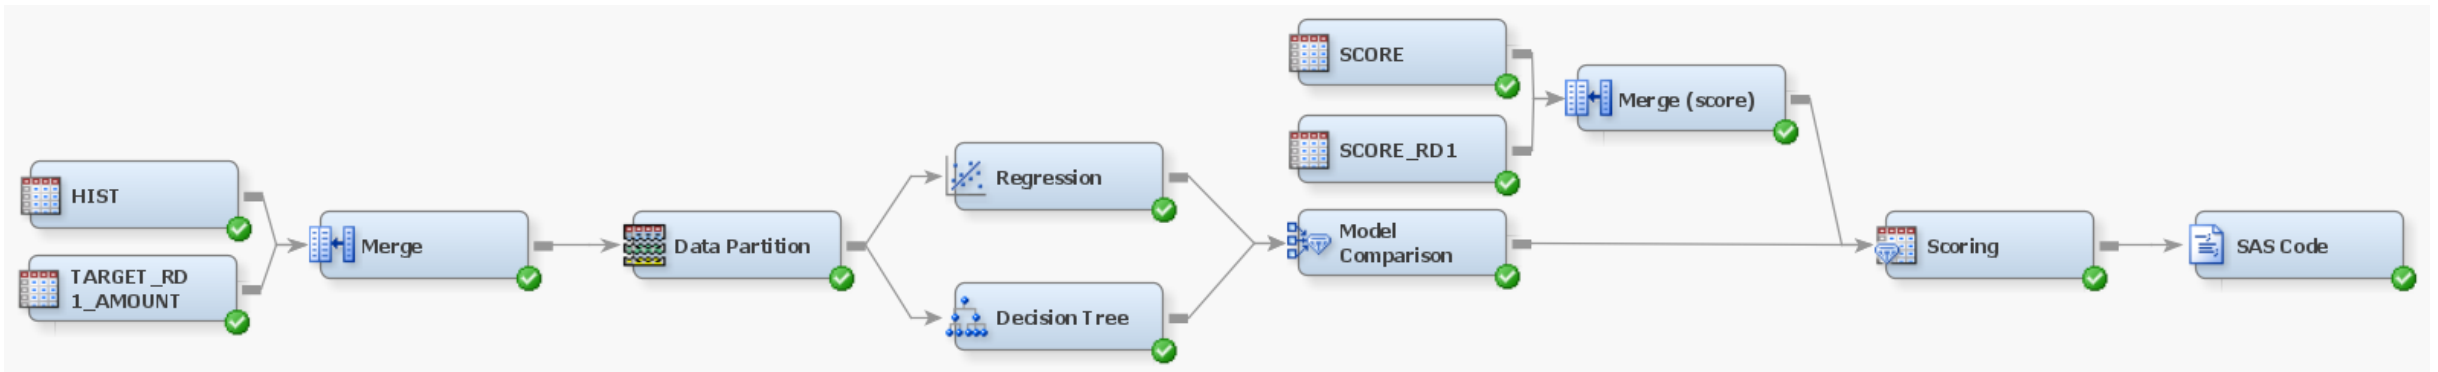 HIST
TARGET_RD
1_AMOUNT
Merge
Data Partition
Regression
Decision Tree
SCORE
SCORE_RD1
Model
Comparison
Merge (score)
Scoring
SAS Code